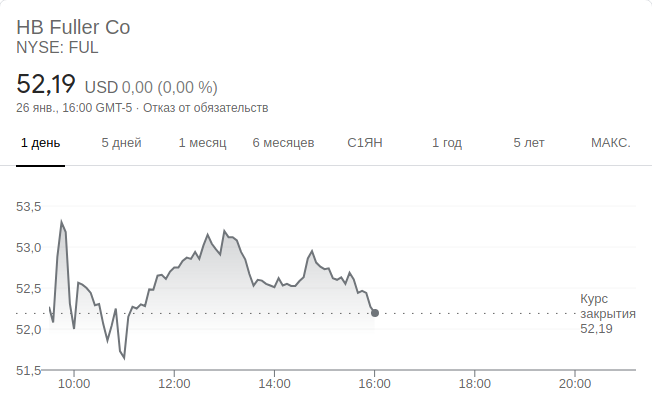 HB Fuller Co
NYSE: FUL
52,19 USD 0,00 (0,00 %)
26 янв., 16:00 GMT-5 · Отказ от обязательств
1 день 5 дней 1 месяц 6 месяцев С1ЯН 1 год 5 лет МАКС.
53,5
53,0
52,5
52,0
51,5
Курс
закрытия
52,19
10:00 12:00 14:00 16:00 18:00 20:00